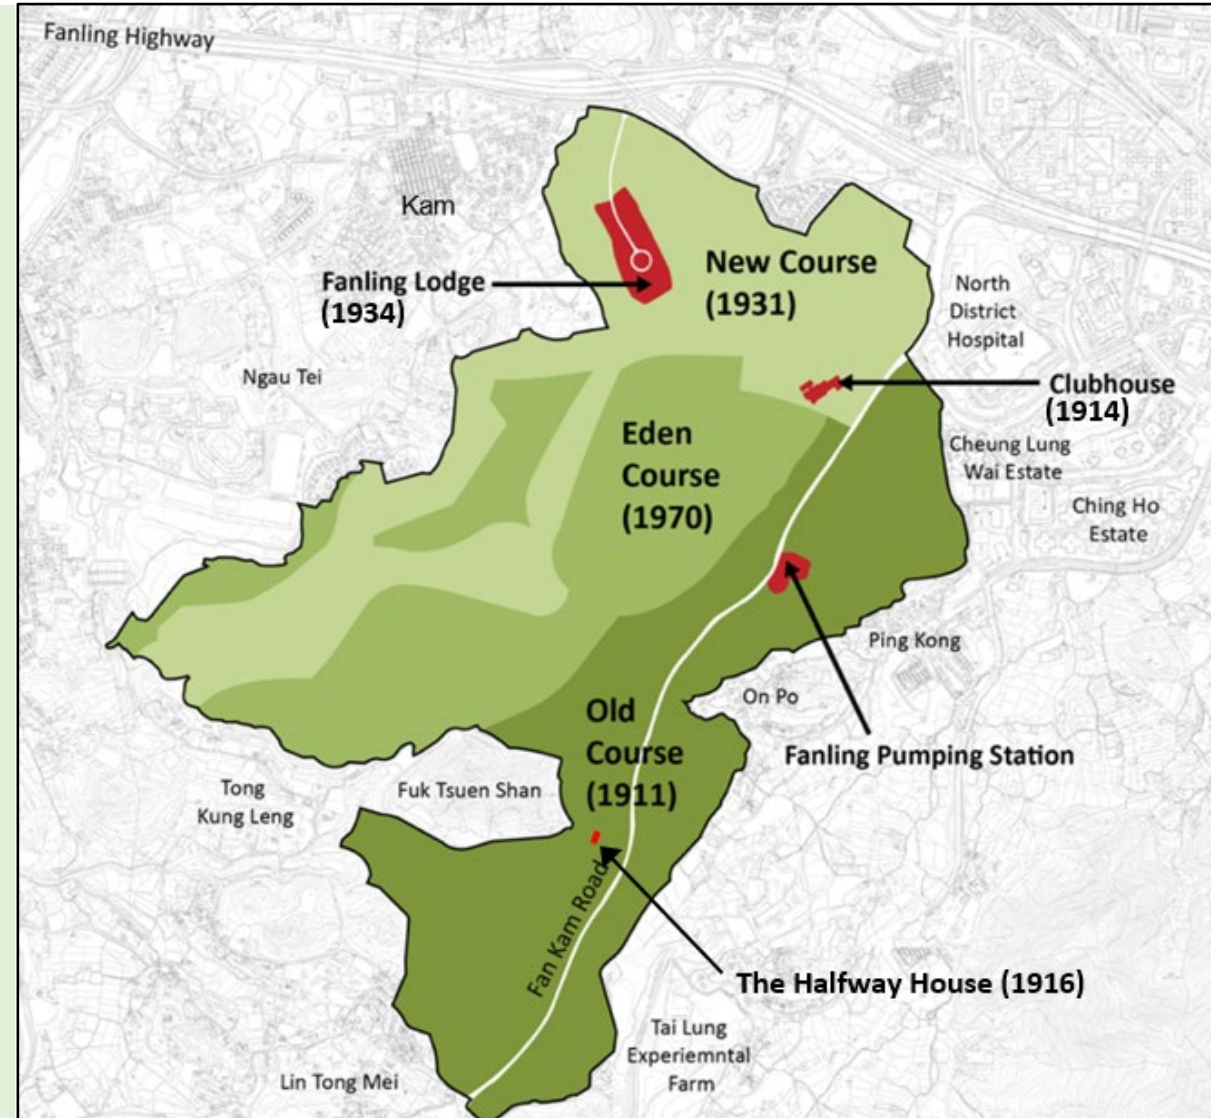 Fanling Highway
Kam
Fanling Lodge
(1934)
New Course
(1931)
North
District
Hospital
Ngau Tei
Clubhouse
(1914)
Eden
Course
(1970)
Cheung Lung
Wai Estate
Ching Ho
Estate
Ping Kong
On Po
Old
Course
(1911)
Fanling Pumping Station
Tong
Kung Leng
Fuk Tsuen Shan
Fan Kam Road
The Halfway House (1916)
Tai Lung
Experiemntal
Farm
Lin Tong Mei